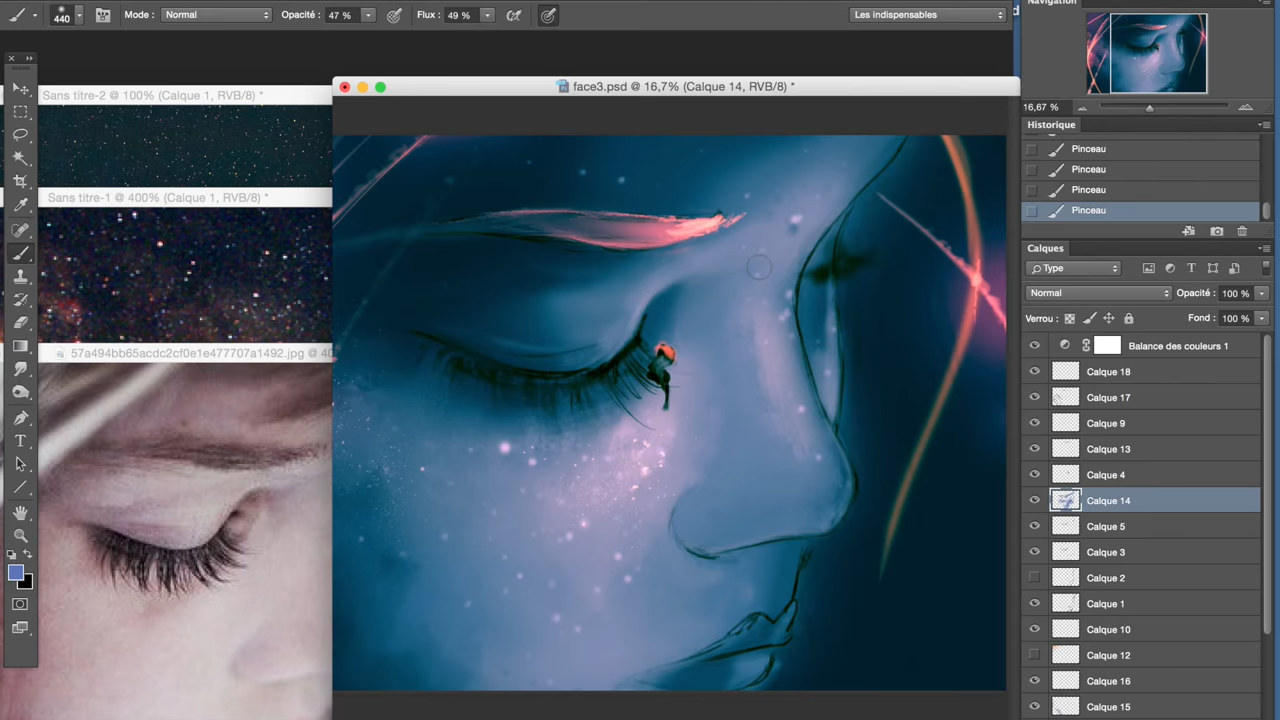 440
Mode : Normal
Opacité : 47 %
Flux : 49 %
Les indispensables
Navigation
Sans titre-2 @ 100% (Calque 1, RVB/8) *
face3.psd @ 16,7% (Calque 14, RVB/8) *
16,67 %
Historique
Pinceau
Pinceau
Pinceau
Pinceau
Sans titre-1 @ 400% (Calque 1, RVB/8) *
57a494bb65acdc2cf0e1e477707a1492.jpg @ 40
Calques
Type
Normal
Opacité : 100 %
Verrou :
Fond : 100 %
Balance des couleurs 1
Calque 18
Calque 17
Calque 9
Calque 13
Calque 4
Calque 14
Calque 5
Calque 3
Calque 2
Calque 1
Calque 10
Calque 12
Calque 16
Calque 15